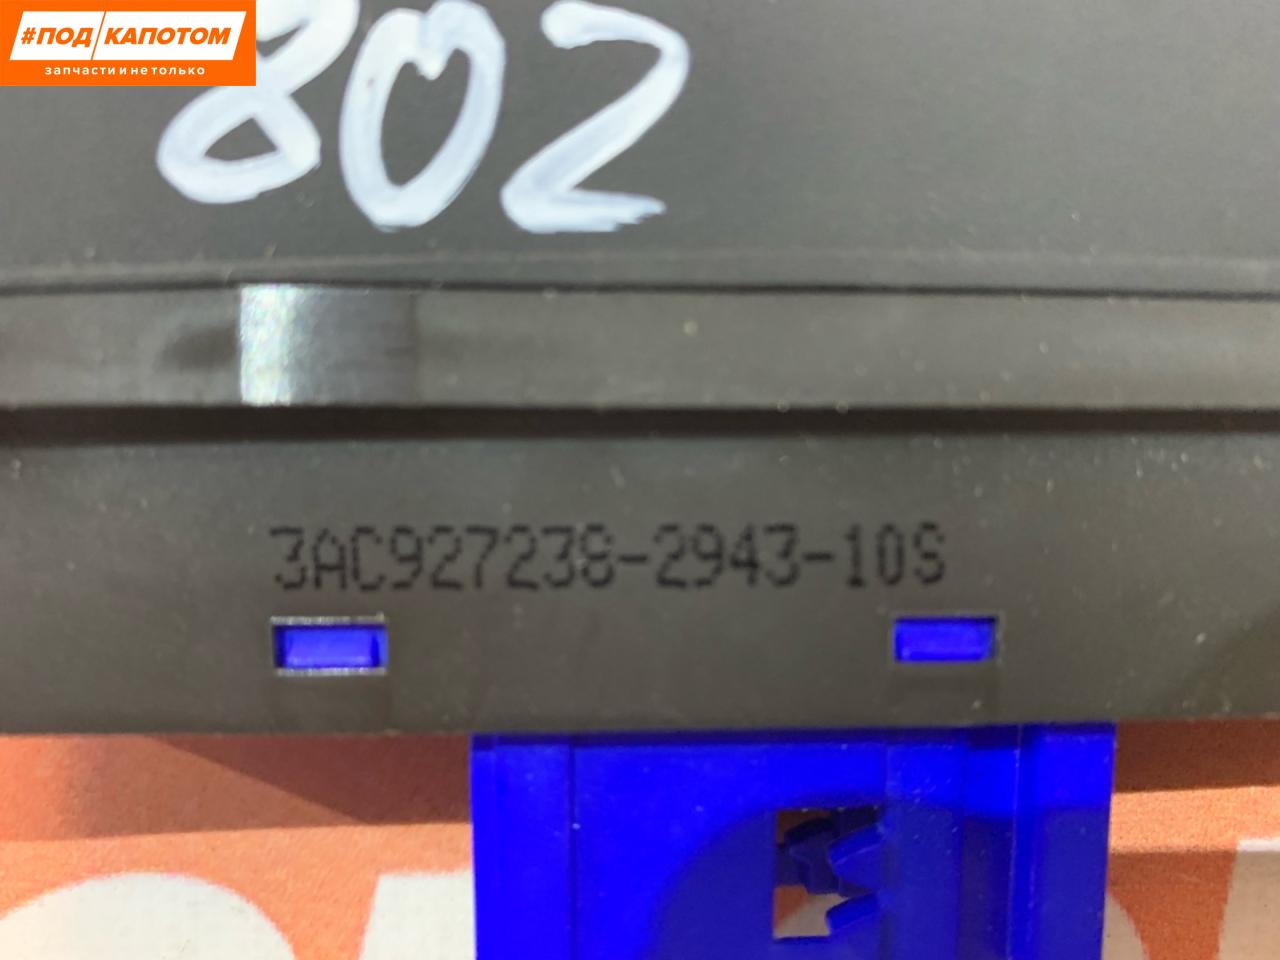 #ПОД КАПОТОМ
запчасти и не только
802
3AC927238-2943-10S